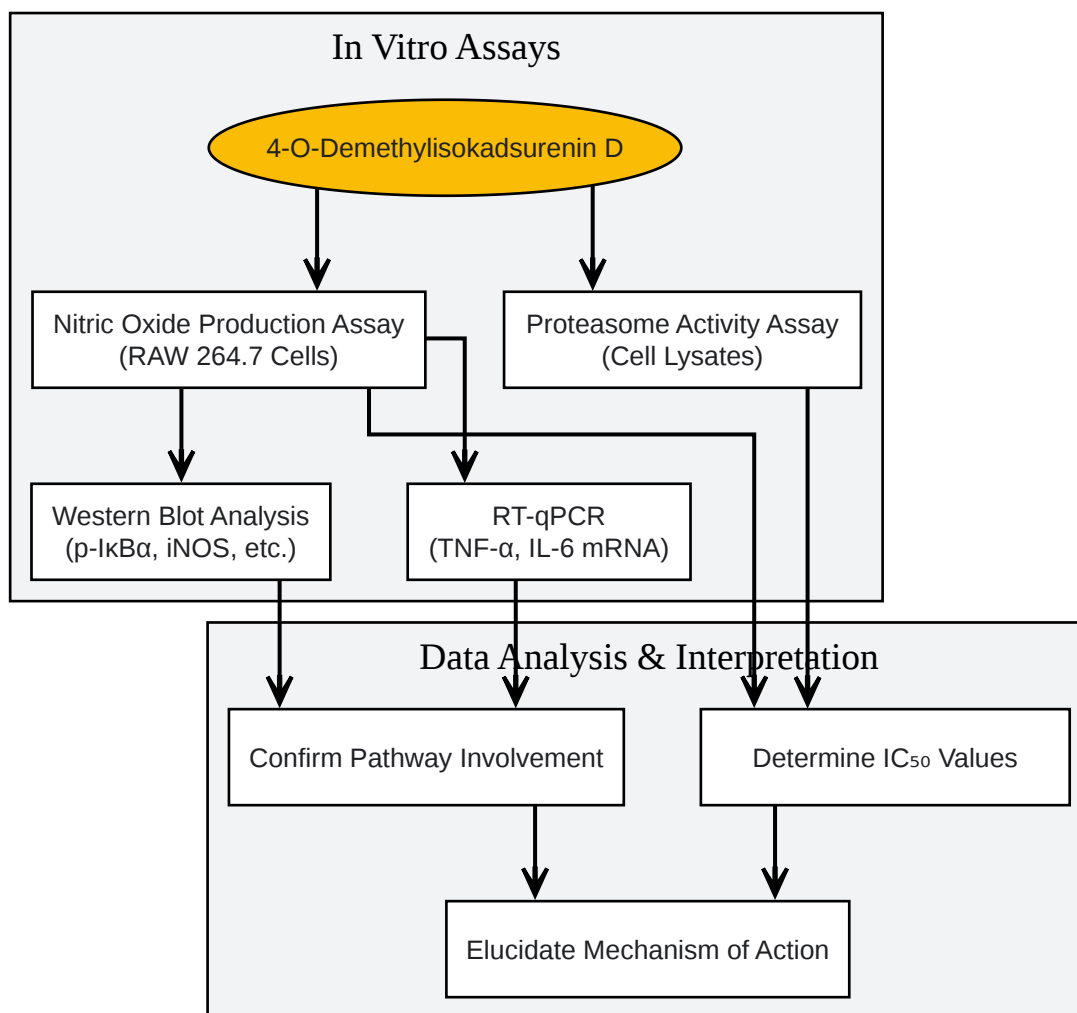 In Vitro Assays
4-O-Demethylisokadsurenin D
Nitric Oxide Production Assay
(RAW 264.7 Cells)
Proteasome Activity Assay
(Cell Lysates)
Western Blot Analysis
(p-IκBα, iNOS, etc.)
RT-qPCR
(TNF-α, IL-6 mRNA)
Data Analysis & Interpretation
Confirm Pathway Involvement
Determine IC₅₀ Values
Elucidate Mechanism of Action